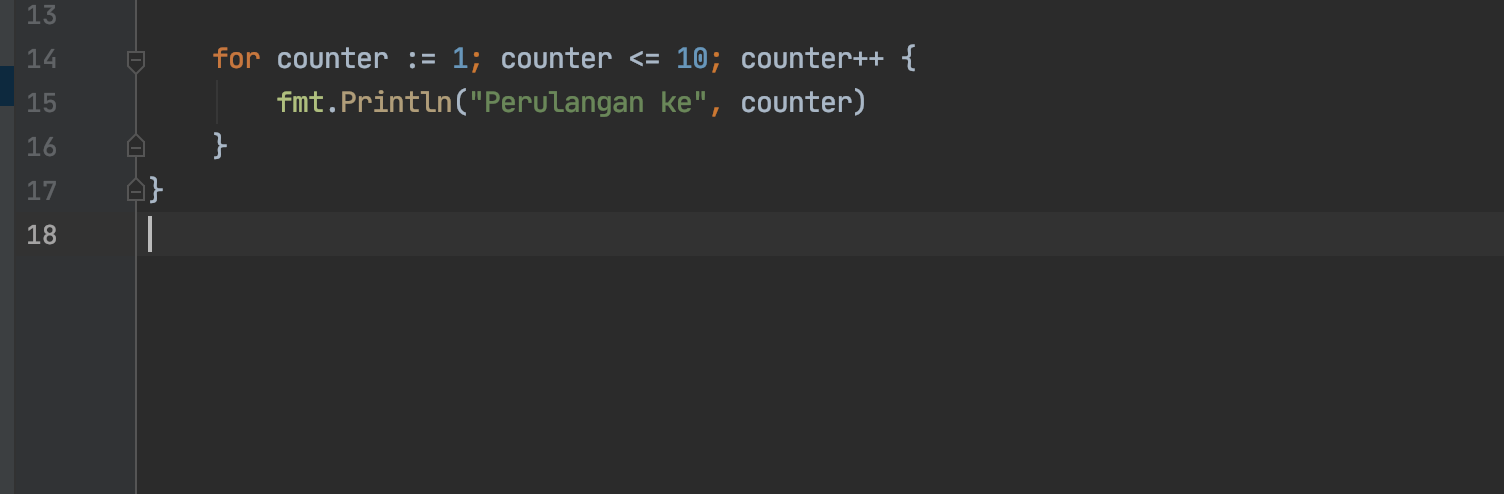 13
14 for counter := 1; counter <= 10; counter++ {
15 fmt.Println("Perulangan ke", counter)
16 }
17 }
18